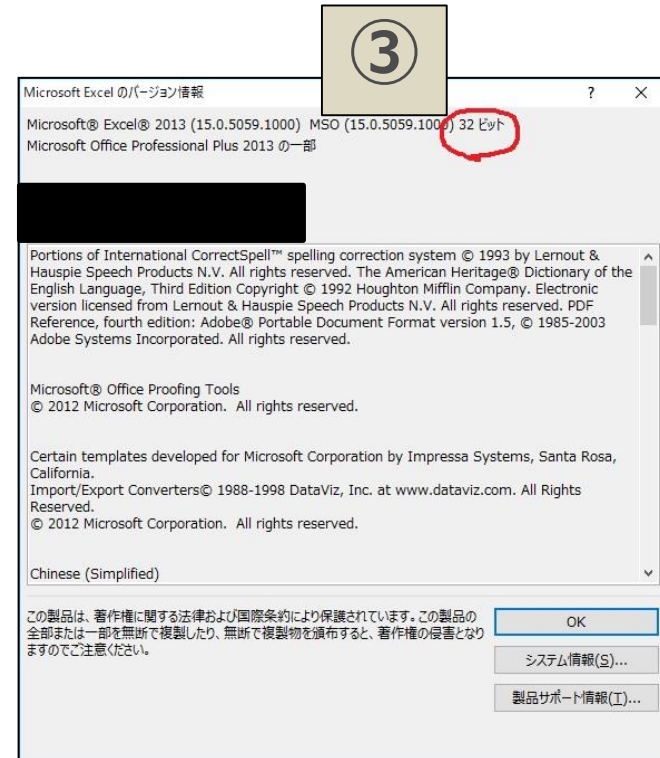 ③
Microsoft Excel のバージョン情報
? ×
Microsoft® Excel® 2013 (15.0.5059.1000) MSO (15.0.5059.1000) 32 ビット
Microsoft Office Professional Plus 2013 の一部
Portions of International CorrectSpell™ spelling correction system © 1993 by Lernout &
Hauspie Speech Products N.V. All rights reserved. The American Heritage® Dictionary of the
English Language, Third Edition Copyright © 1992 Houghton Mifflin Company. Electronic
version licensed from Lernout & Hauspie Speech Products N.V. All rights reserved. PDF
Reference, fourth edition: Adobe® Portable Document Format version 1.5, © 1985-2003
Adobe Systems Incorporated. All rights reserved.
Microsoft® Office Proofing Tools
© 2012 Microsoft Corporation. All rights reserved.
Certain templates developed for Microsoft Corporation by Impressa Systems, Santa Rosa,
California.
Import/Export Converters© 1988-1998 DataViz, Inc. at www.dataviz.com. All Rights
Reserved.
© 2012 Microsoft Corporation. All rights reserved.
Chinese (Simplified)
この製品は、著作権に関する法律および国際条約により保護されています。この製品の
全部または一部を無断で複製したり、無断で複製物を頒布すると、著作権の侵害となり
ますのでご注意ください。
OK
システム情報(S)...
製品サポート情報(T)...